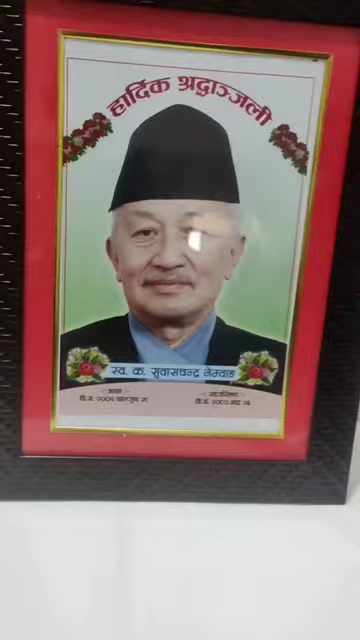 हार्दिक श्रद्धाञ्जली
स्व. क. सुवासचन्द्र नेम्वाङ
वि.सं.
वि.सं.